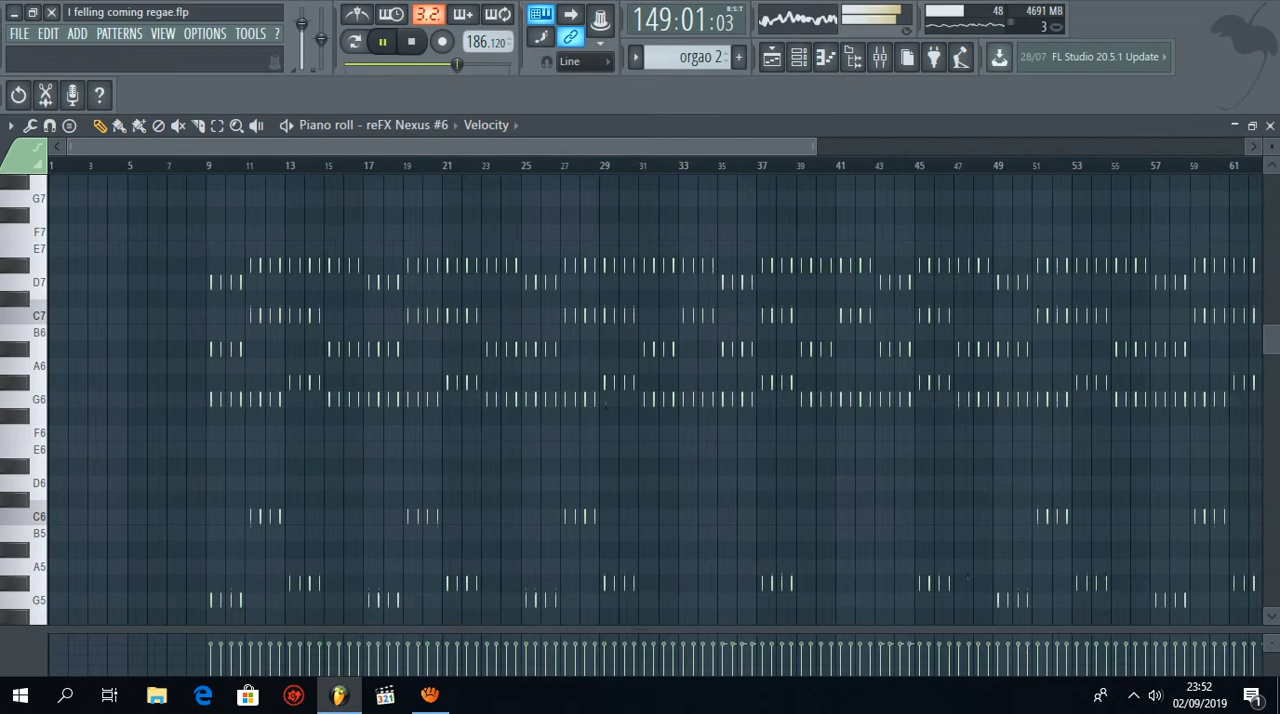 I felling coming regae.flp
FILE EDIT ADD PATTERNS VIEW OPTIONS TOOLS ?
3.2
186.120
149:01:03
B:S:T
48
4691 MB
3
Line
orgao 2
28/07 FL Studio 20.5.1 Update
Piano roll - reFX Nexus #6 Velocity
1 3 5 7 9 11 13 15 17 19 21 23 25 27 29 31 33 35 37 39 41 43 45 47 49 51 53 55 57 59 61
G7
F7
E7
D7
C7
B6
A6
G6
F6
E6
D6
C6
B5
A5
G5
321
23:52
02/09/2019
1